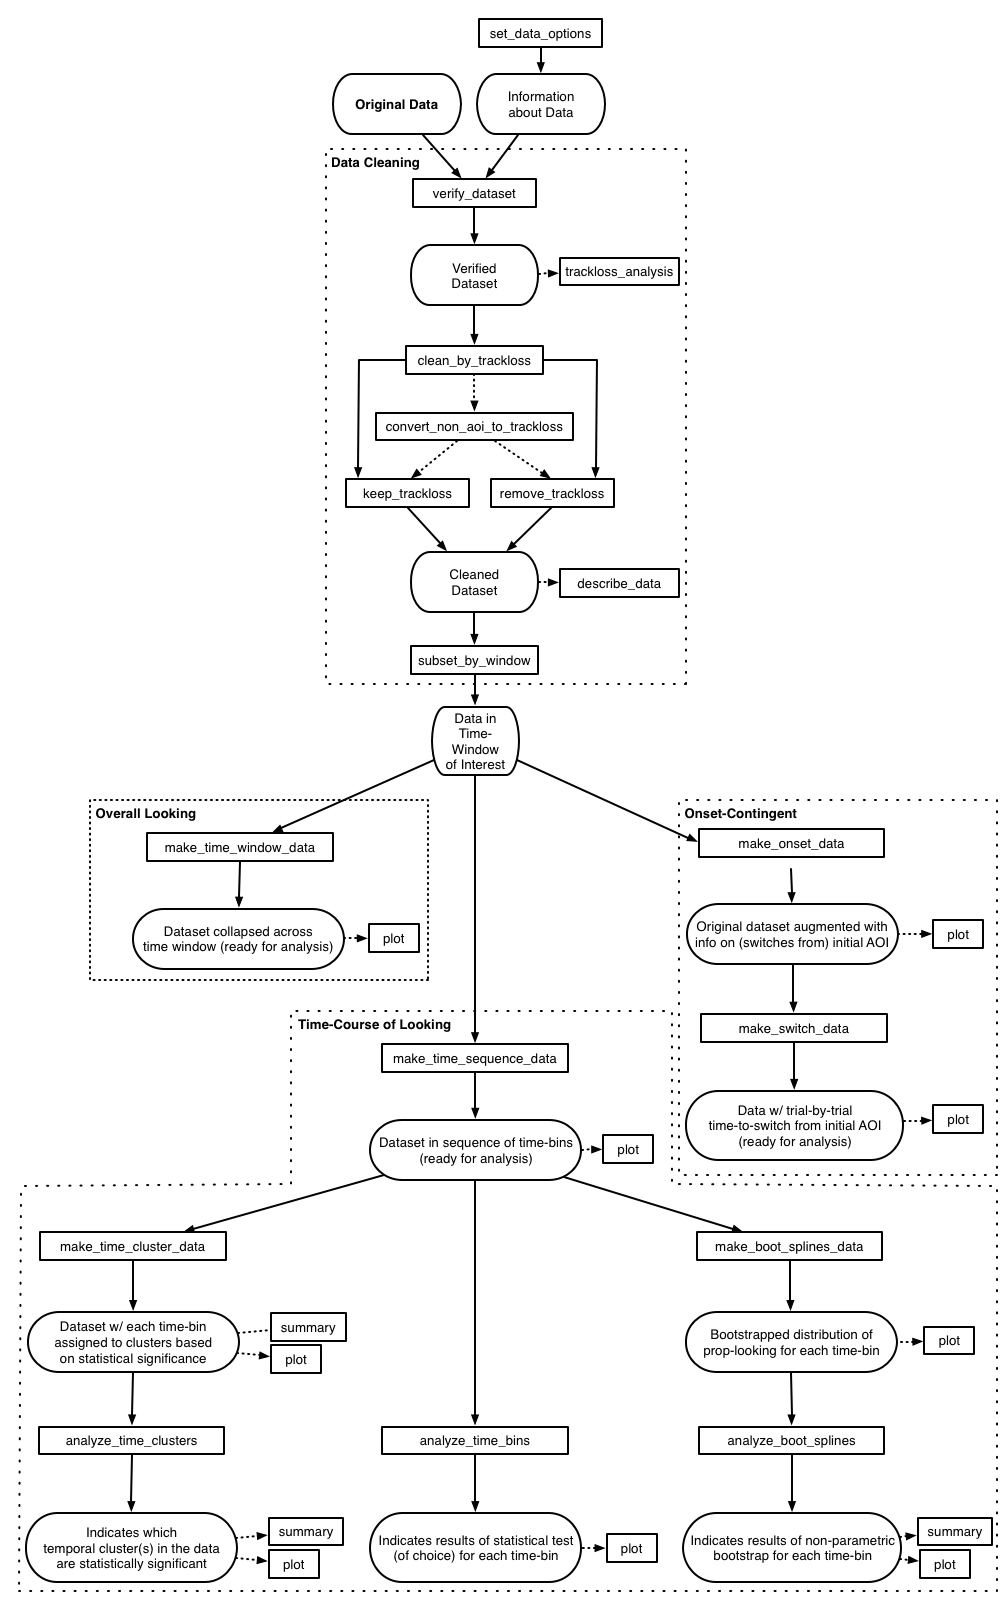 set_data_options
Original Data
Information
about Data
Data Cleaning
verify_dataset
Verified
Dataset
trackloss_analysis
clean_by_trackloss
convert_non_aoi_to_trackloss
keep_trackloss
remove_trackloss
Cleaned
Dataset
describe_data
subset_by_window
Data in
Time-
Window
of Interest
Overall Looking
make_time_window_data
Dataset collapsed across
time window (ready for analysis)
plot
Onset-Contingent
make_onset_data
Original dataset augmented with
info on (switches from) initial AOI
plot
make_switch_data
Data w/ trial-by-trial
time-to-switch from initial AOI
(ready for analysis)
plot
Time-Course of Looking
make_time_sequence_data
Dataset in sequence of time-bins
(ready for analysis)
plot
make_time_cluster_data
Dataset w/ each time-bin
assigned to clusters based
on statistical significance
summary
plot
analyze_time_clusters
Indicates which
temporal cluster(s) in the data
are statistically significant
summary
plot
analyze_time_bins
Indicates results of statistical test
(of choice) for each time-bin
plot
make_boot_splines_data
Bootstrapped distribution of
prop-looking for each time-bin
plot
analyze_boot_splines
Indicates results of non-parametric
bootstrap for each time-bin
summary
plot